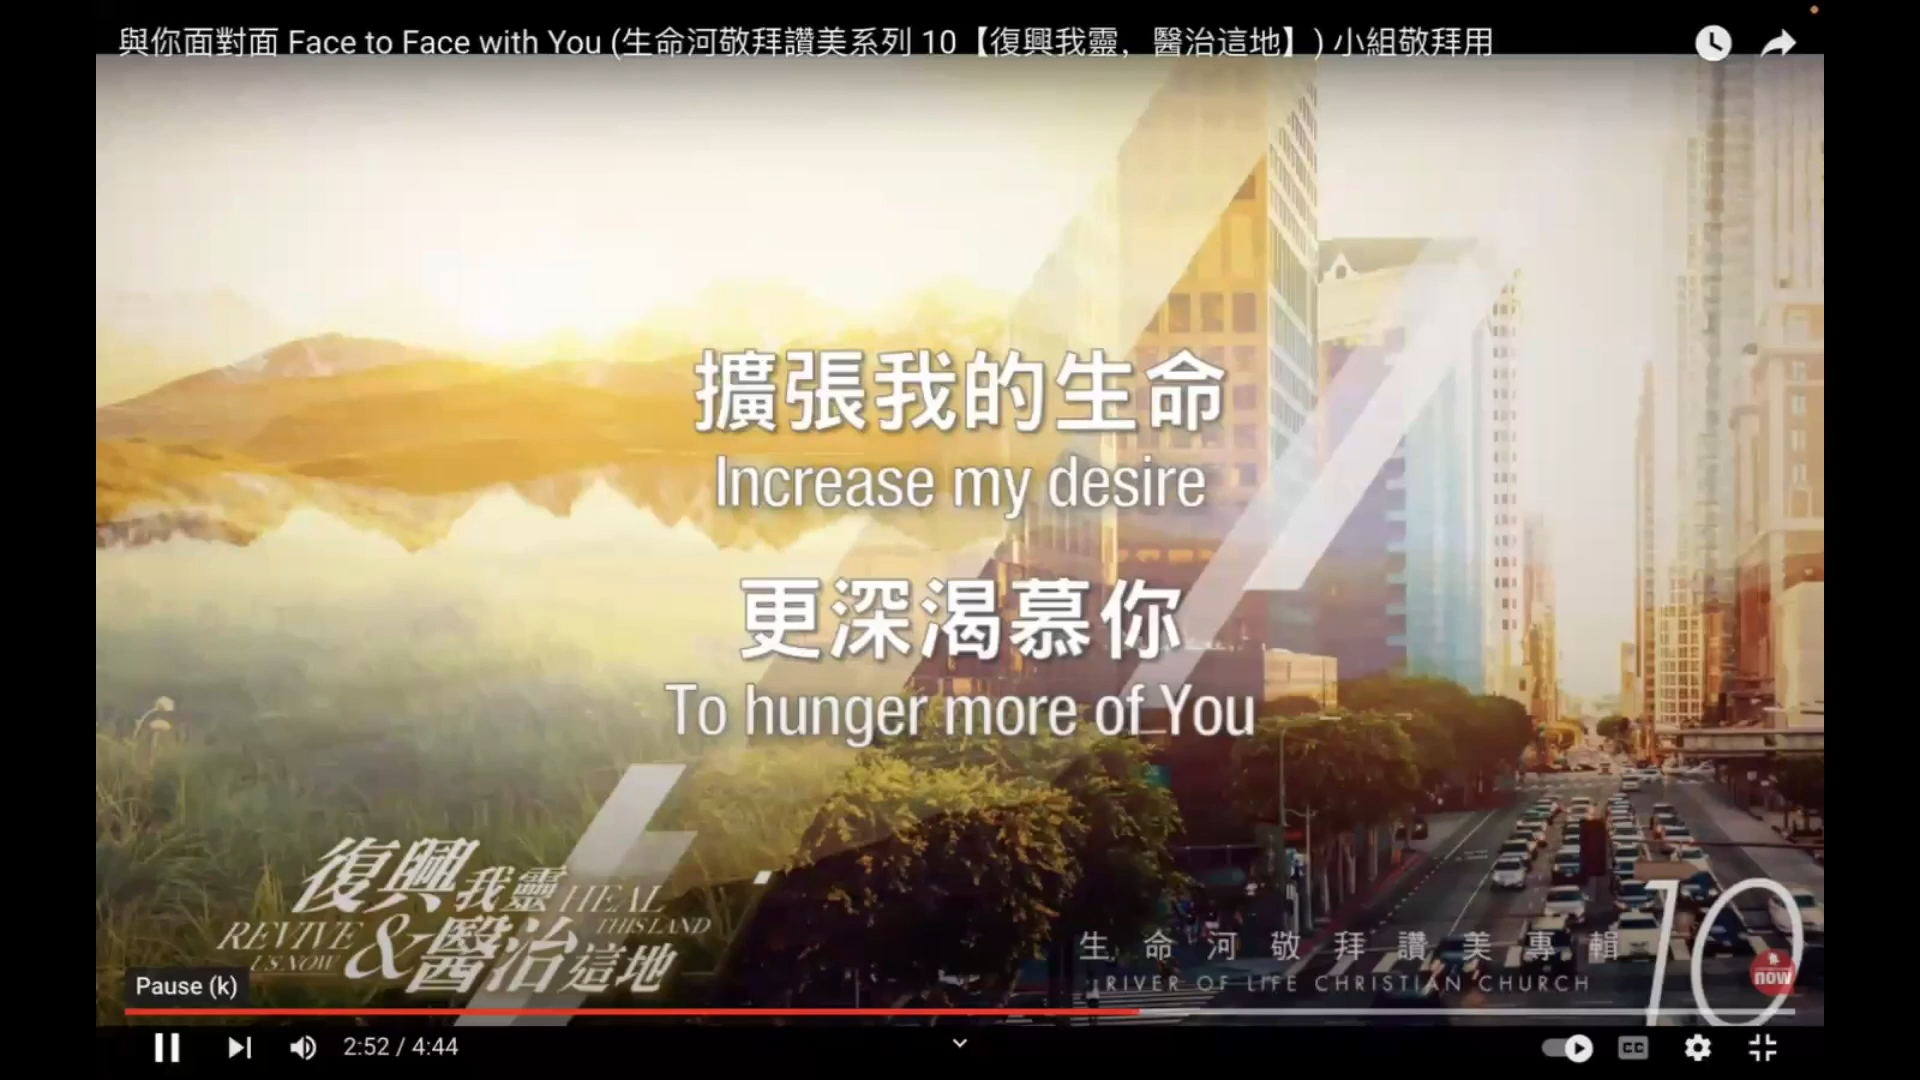 與你面對面 Face to Face with You (生命河敬拜讚美系列 10【復興我靈，醫治這地】) 小組敬拜用
擴張我的生命
Increase my desire
更深渴慕你
To hunger more of You
復興我靈 HEAL
REVIVE THIS LAND
US NOW & 醫治這地
生命河敬拜讚美專輯 10
RIVER OF LIFE CHRISTIAN CHURCH
NOW
Pause (k)
2:52 / 4:44
CC